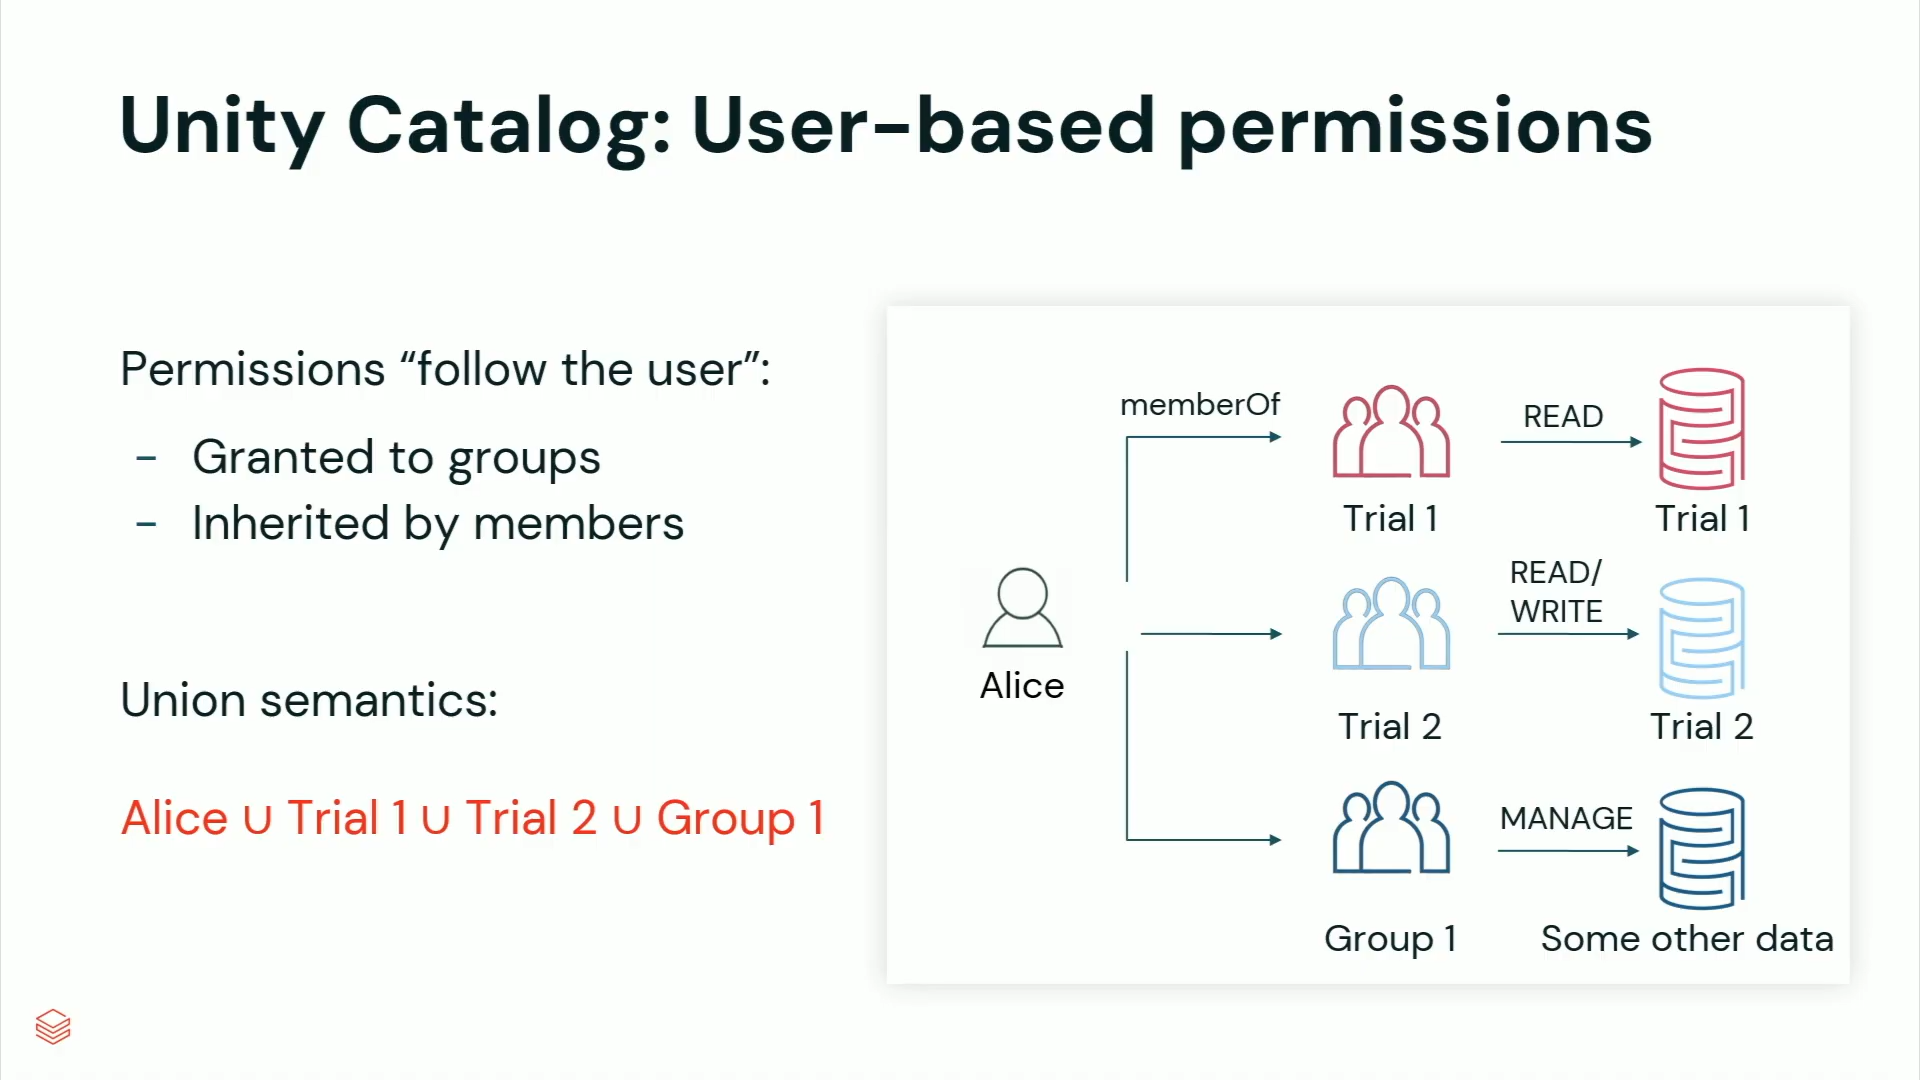 Unity Catalog: User-based permissions
Permissions “follow the user”:
- Granted to groups
- Inherited by members
Union semantics:
Alice ∪ Trial 1 ∪ Trial 2 ∪ Group 1
memberOf
READ
Trial 1
Trial 1
READ/
WRITE
Alice
Trial 2
Trial 2
MANAGE
Group 1
Some other data